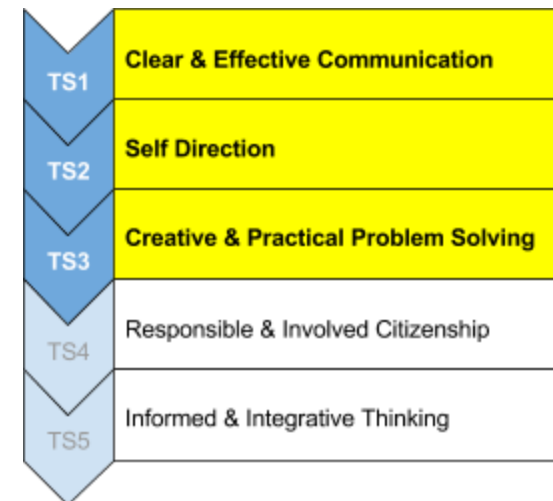 TS1 Clear & Effective Communication
TS2 Self Direction
TS3 Creative & Practical Problem Solving
TS4 Responsible & Involved Citizenship
TS5 Informed & Integrative Thinking